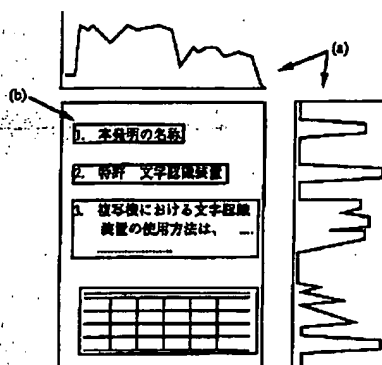 (a)
(b)
1. 本発明の名称
2. 特許 文字認識装置
3. 複写機における文字認識
装置の使用方法は、 ....